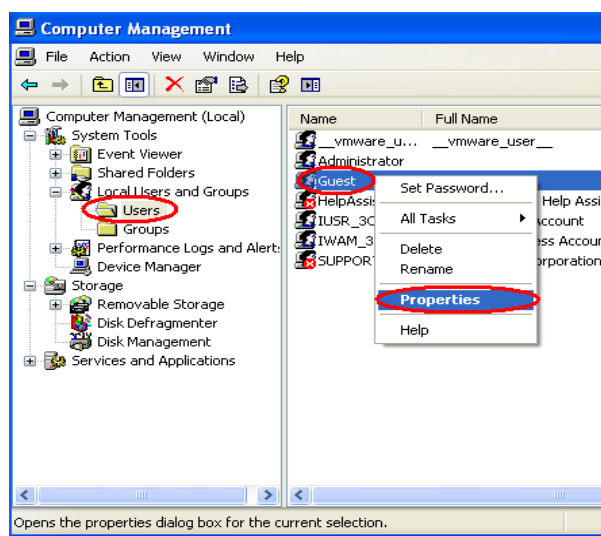 Computer Management
File Action View Window Help
Computer Management (Local)
System Tools
Event Viewer
Shared Folders
Local Users and Groups
Users
Groups
Performance Logs and Alert:
Device Manager
Storage
Removable Storage
Disk Defragmenter
Disk Management
Services and Applications
Name Full Name
__vmware_u... __vmware_user__
Administrator
Guest
HelpAssis Help Assi
IUSR_3C ccount
IWAM_3 ess Accour
SUPPOR orporation
Set Password...
All Tasks
Delete
Rename
Properties
Help
Opens the properties dialog box for the current selection.